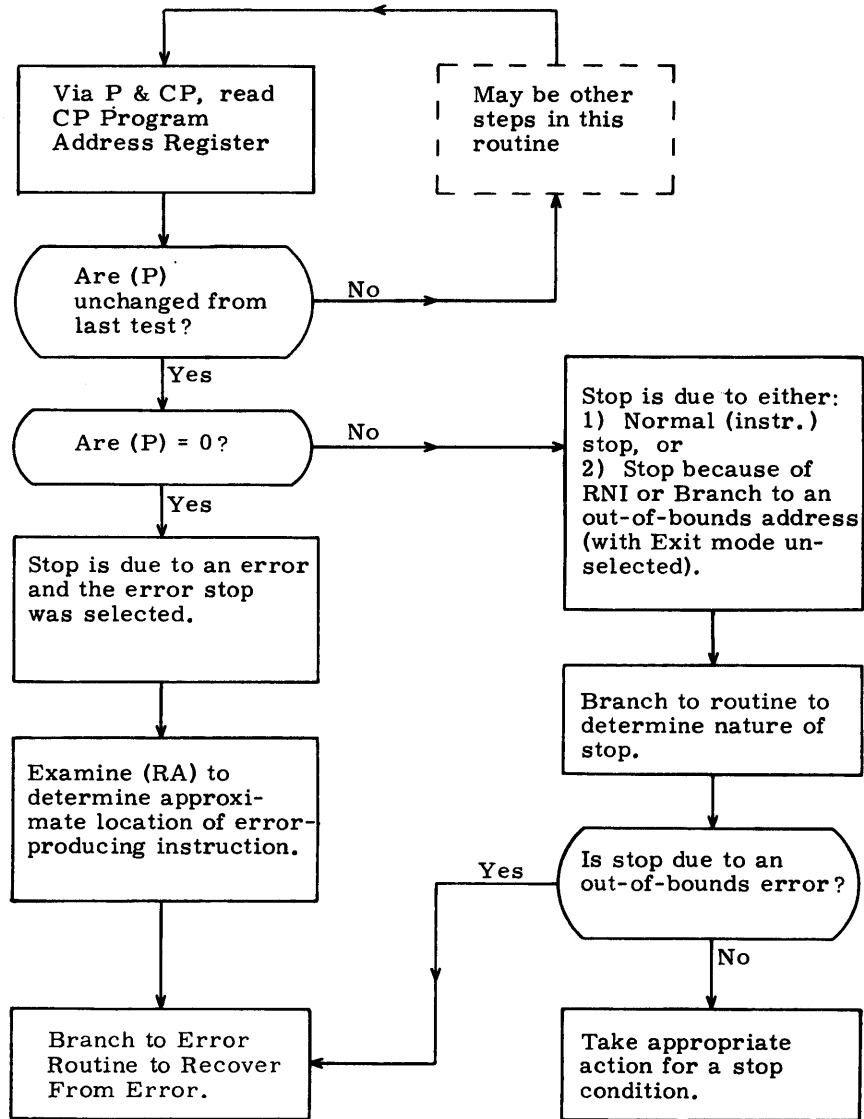 Via P & CP, read
CP Program
Address Register
May be other
steps in this
routine
Are (P)
unchanged from
last test?
No
Yes
Are (P) = 0?
No
Yes
Stop is due to either:
1) Normal (instr.)
stop, or
2) Stop because of
RNI or Branch to an
out-of-bounds address
(with Exit mode un-
selected).
Stop is due to an error
and the error stop
was selected.
Branch to routine to
determine nature of
stop.
Examine (RA) to
determine approxi-
mate location of error-
producing instruction.
Is stop due to an
out-of-bounds error?
Yes
No
Branch to Error
Routine to Recover
From Error.
Take appropriate
action for a stop
condition.